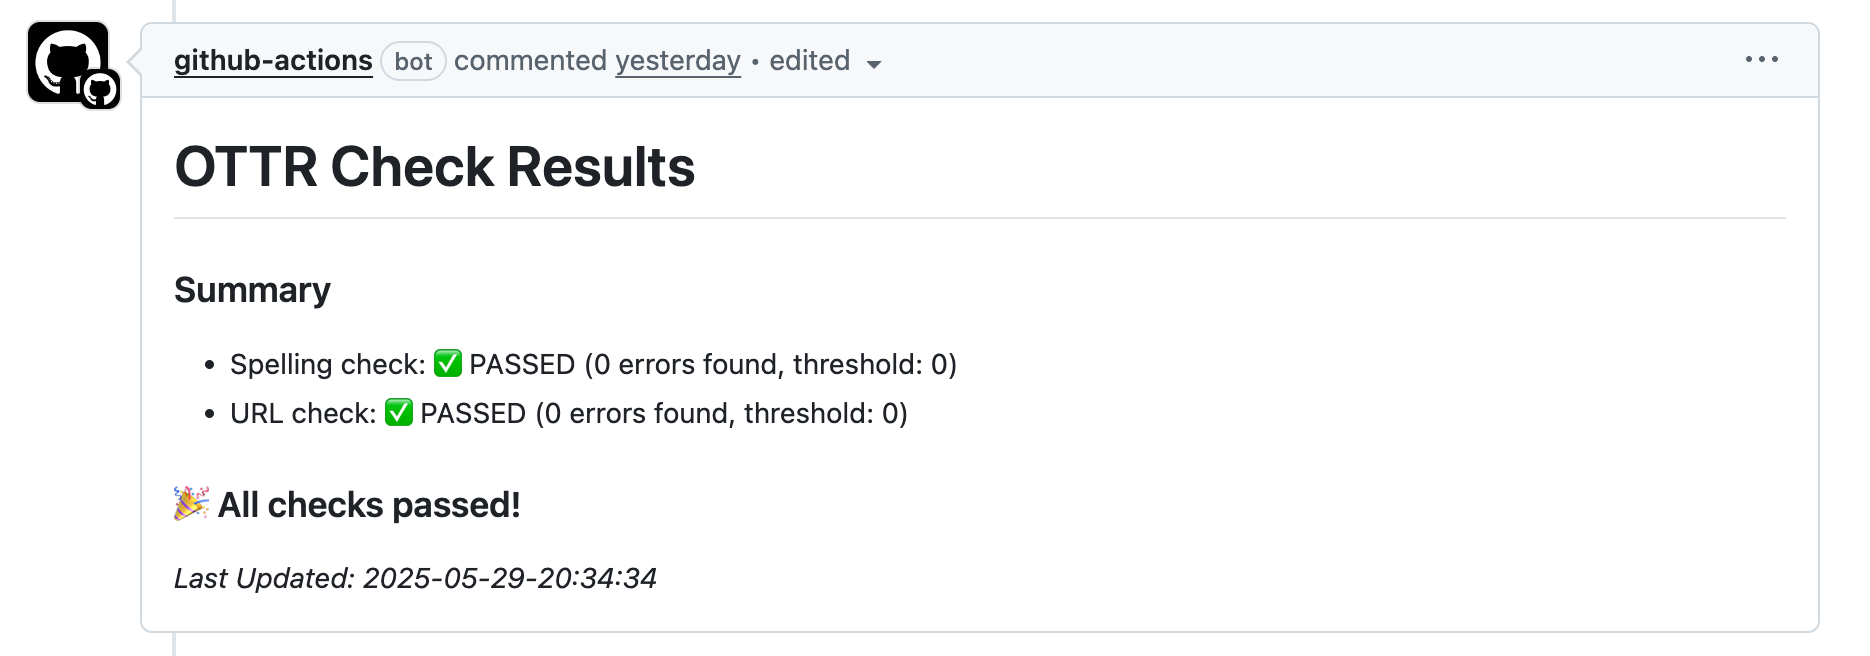 github-actions bot commented yesterday • edited
OTTR Check Results
Summary
• Spelling check: ✅ PASSED (0 errors found, threshold: 0)
• URL check: ✅ PASSED (0 errors found, threshold: 0)
🎉 All checks passed!
Last Updated: 2025-05-29-20:34:34